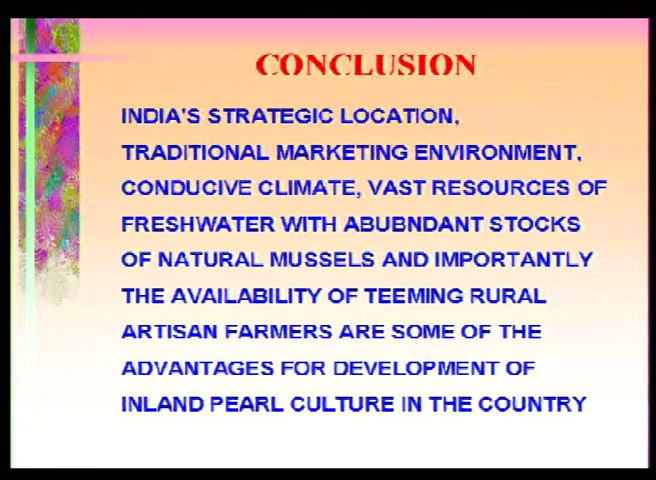 CONCLUSION
INDIA'S STRATEGIC LOCATION,
TRADITIONAL MARKETING ENVIRONMENT,
CONDUCIVE CLIMATE, VAST RESOURCES OF
FRESHWATER WITH ABUBNDANT STOCKS
OF NATURAL MUSSELS AND IMPORTANTLY
THE AVAILABILITY OF TEEMING RURAL
ARTISAN FARMERS ARE SOME OF THE
ADVANTAGES FOR DEVELOPMENT OF
INLAND PEARL CULTURE IN THE COUNTRY